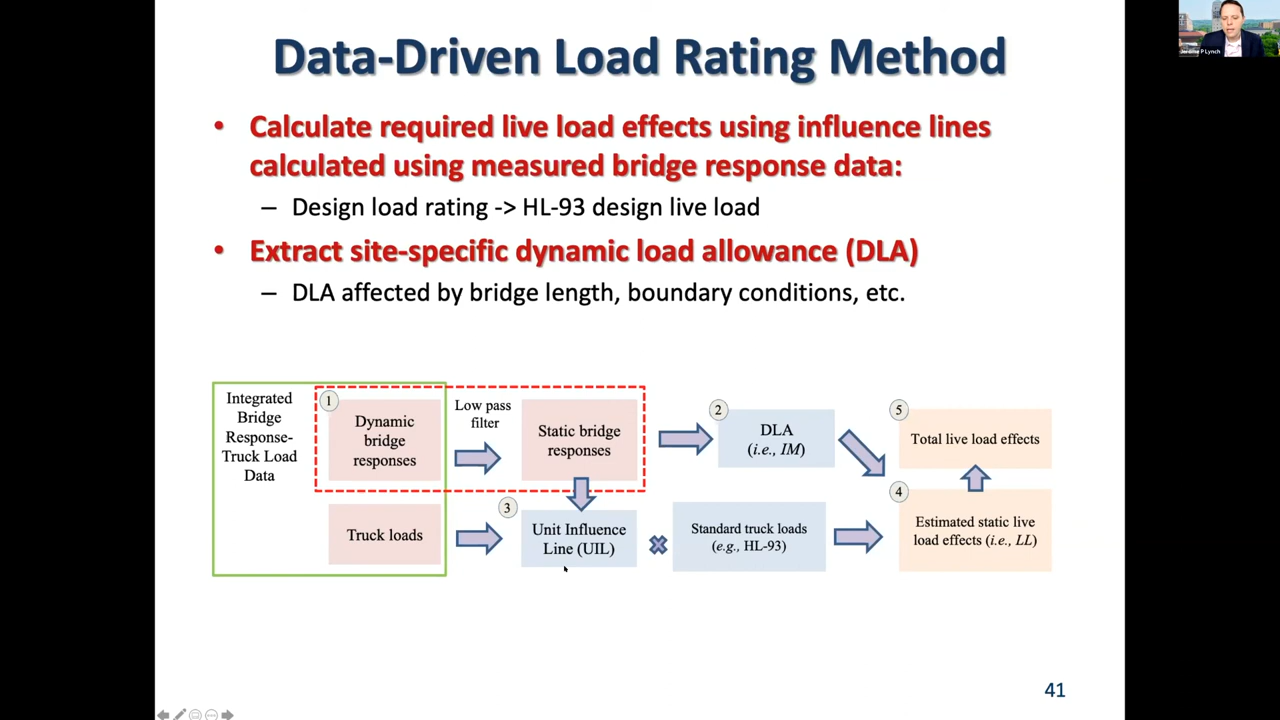 Data-Driven Load Rating Method
Jerome P Lynch
• Calculate required live load effects using influence lines
calculated using measured bridge response data:
– Design load rating -> HL-93 design live load
• Extract site-specific dynamic load allowance (DLA)
– DLA affected by bridge length, boundary conditions, etc.
Integrated
Bridge
Response-
Truck Load
Data
1
Dynamic
bridge
responses
Low pass
filter
Static bridge
responses
2
DLA
(i.e., IM)
5
Total live load effects
Truck loads
3
Unit Influence
Line (UIL)
Standard truck loads
(e.g., HL-93)
4
Estimated static live
load effects (i.e., LL)
41